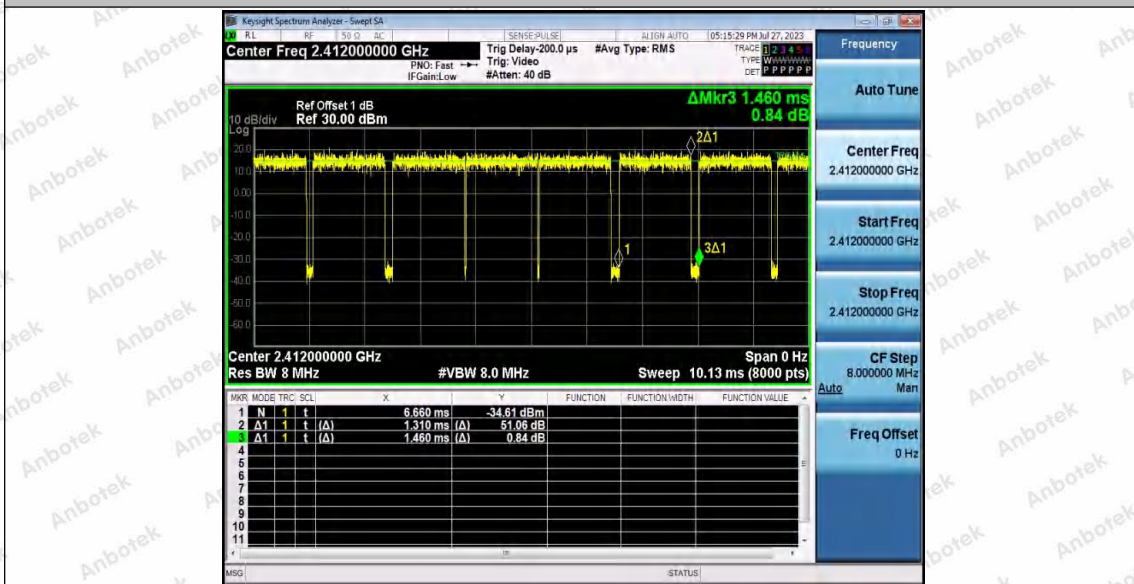 Keysight Spectrum Analyzer - Swept SA
RL RF 50 Ω AC SENSE:PULSE ALIGN AUTO 05:15:29 PM Jul 27, 2023
Center Freq 2.412000000 GHz Trig Delay-200.0 µs #Avg Type: RMS TRACE 1 2 3 4 5 6
PNO: Fast Trig: Video TYPE W
IFGain:Low #Atten: 40 dB DET P P P P P P
Frequency
ΔMkr3 1.460 ms
0.84 dB
Ref Offset 1 dB
10 dB/div Ref 30.00 dBm
Log
20.0
10.0
0.00
-10.0
-20.0
-30.0
-40.0
-50.0
-60.0
2Δ1
1
3Δ1
Center 2.412000000 GHz Span 0 Hz
Res BW 8 MHz #VBW 8.0 MHz Sweep 10.13 ms (8000 pts)
MKR MODE TRC SCL X Y FUNCTION FUNCTION WIDTH FUNCTION VALUE
1 N 1 t 6.660 ms -34.61 dBm
2 Δ1 1 t (Δ) 1.310 ms (Δ) 51.06 dB
3 Δ1 1 t (Δ) 1.460 ms (Δ) 0.84 dB
4
5
6
7
8
9
10
11
MSG STATUS
Auto Tune
Center Freq
2.412000000 GHz
Start Freq
2.412000000 GHz
Stop Freq
2.412000000 GHz
CF Step
8.000000 MHz
Auto Man
Freq Offset
0 Hz
Anbotek